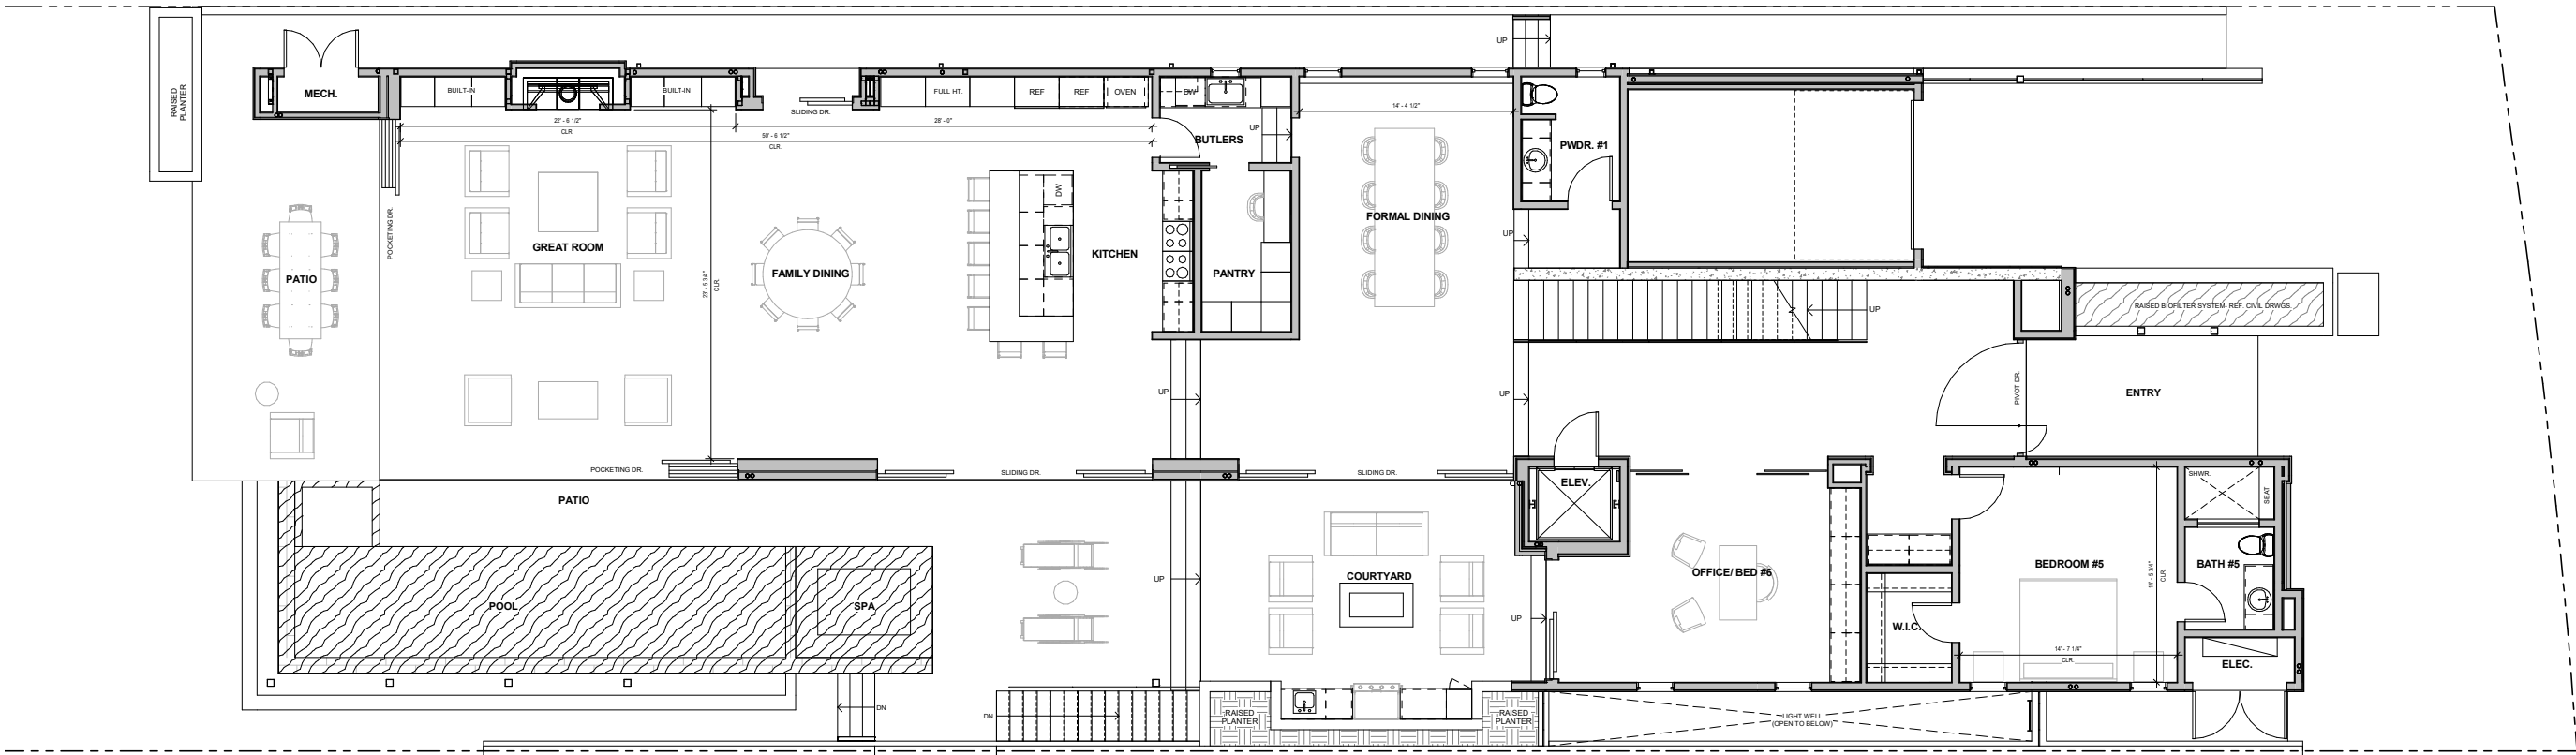 UP
RAISED
PLANTER
MECH.
BUILT-IN
BUILT-IN
SLIDING DR.
FULL HT.
REF
REF
OVEN
DW
22' - 6 1/2"
CLR.
28' - 0"
50' - 6 1/2"
CLR.
UP
BUTLERS
14' - 4 1/2"
PWDR. #1
POCKETING DR.
PATIO
GREAT ROOM
23' - 5 3/4"
CLR.
FAMILY DINING
DW
KITCHEN
PANTRY
FORMAL DINING
UP
UP
RAISED BIOFILTER SYSTEM- REF. CIVIL DRWGS.
UP
UP
PIVOT DR.
ENTRY
POCKETING DR.
SLIDING DR.
SLIDING DR.
ELEV.
SHWR.
SEAT
PATIO
POOL
SPA
UP
COURTYARD
UP
OFFICE/ BED #6
W.I.C.
BEDROOM #5
14' - 5 3/4"
CLR.
BATH #5
14' - 7 1/4"
CLR.
ELEC.
DN
DN
RAISED
PLANTER
RAISED
PLANTER
LIGHT WELL
(OPEN TO BELOW)